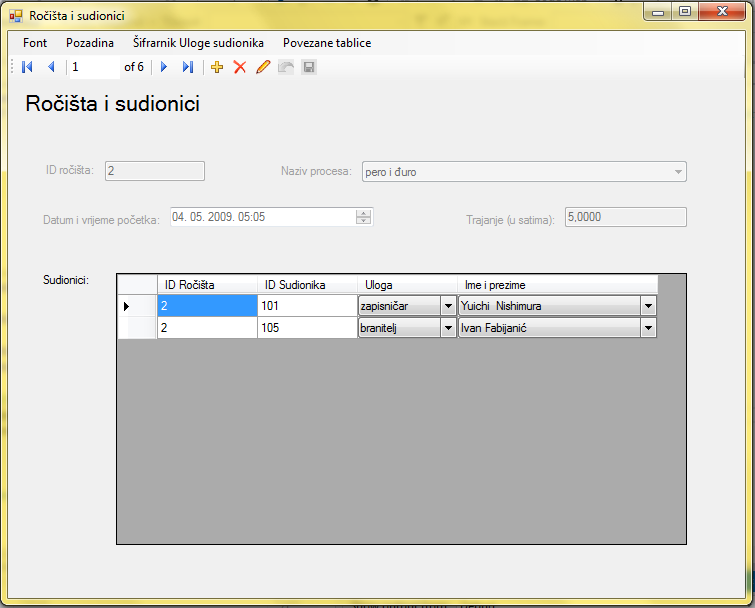 Ročišta i sudionici
Font Pozadina Šifrarnik Uloge sudionika Povezane tablice
1 of 6
Ročišta i sudionici
ID ročišta: 2 Naziv procesa: pero i đuro
Datum i vrijeme početka: 04. 05. 2009. 05:05 Trajanje (u satima): 5,0000
Sudionici:
ID Ročišta ID Sudionika Uloga Ime i prezime
2 101 zapisničar Yuichi Nishimura
2 105 branitelj Ivan Fabijanić